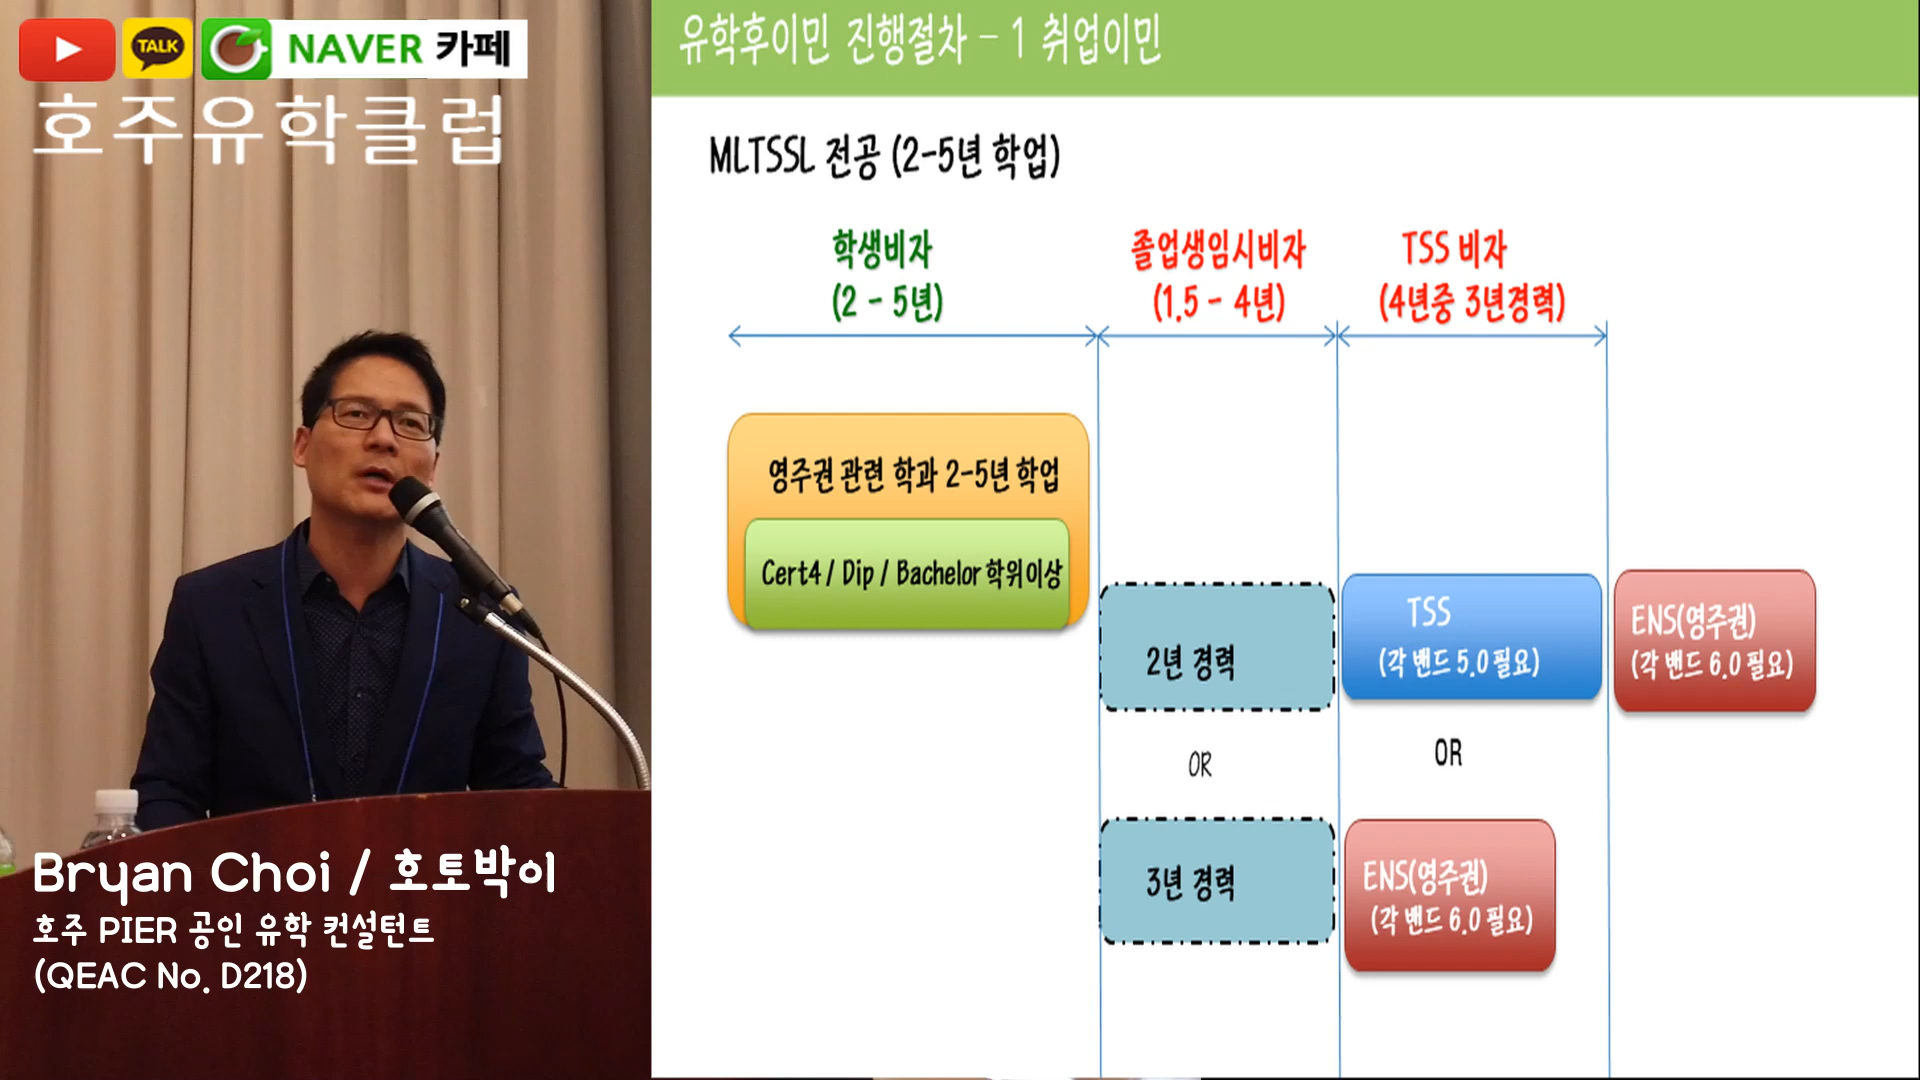 TALK
NAVER 카페
호주유학클럽
Bryan Choi / 호토박이
호주 PIER 공인 유학 컨설턴트
(QEAC No. D218)
유학후이민 진행절차 – 1 취업이민
MLTSSL 전공 (2-5년 학업)
학생비자
(2 - 5년)
졸업생임시비자
(1.5 - 4년)
TSS 비자
(4년중 3년경력)
영주권 관련 학과 2-5년 학업
Cert4 / Dip / Bachelor 학위이상
2년 경력
OR
3년 경력
TSS
(각 밴드 5.0 필요)
OR
ENS(영주권)
(각 밴드 6.0 필요)
ENS(영주권)
(각 밴드 6.0 필요)